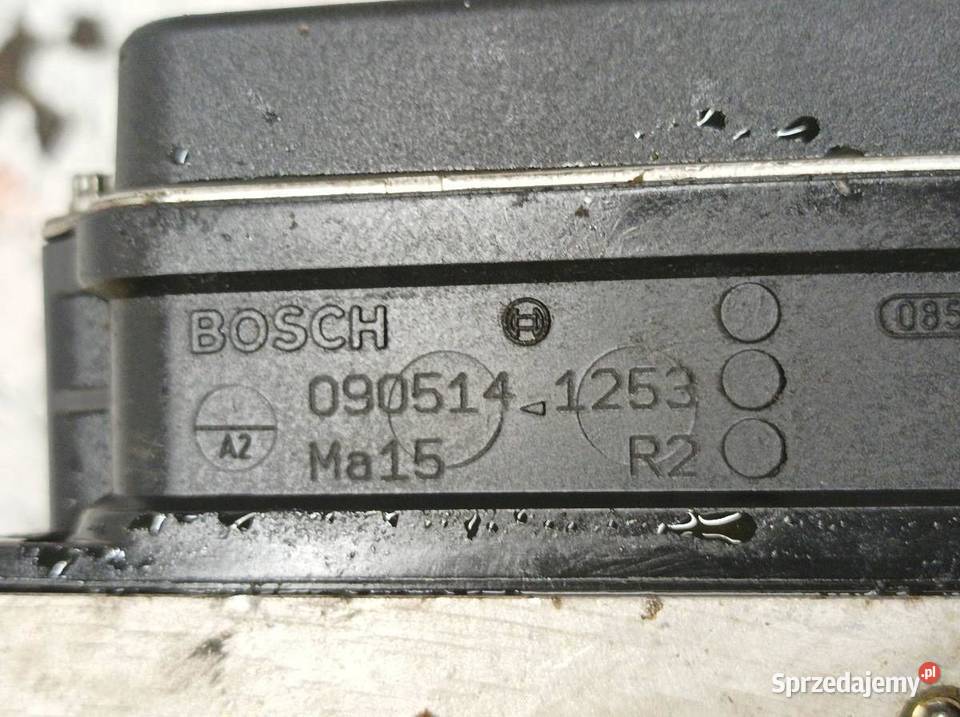 BOSCH
085
090514 1253
A2
Ma15 R2
Sprzedajemy.pl